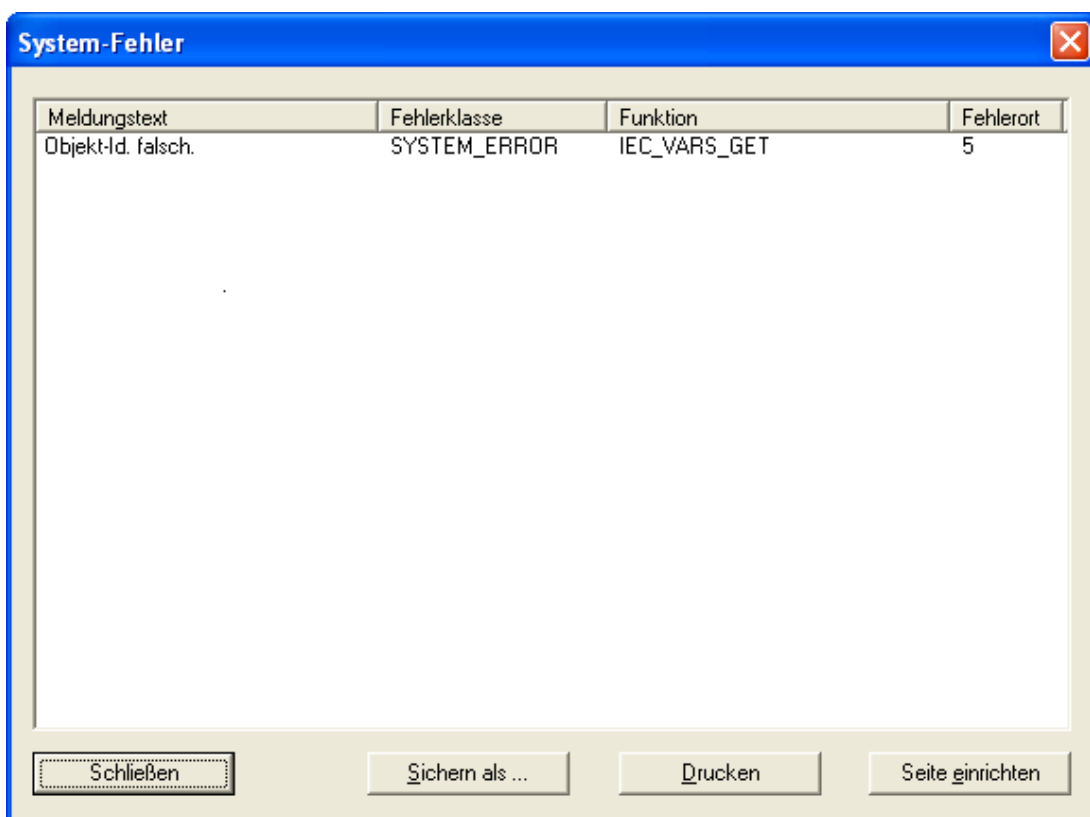 System-Fehler
Meldungstext Fehlerklasse Funktion Fehlerort
Objekt-Id. falsch. SYSTEM_ERROR IEC_VARS_GET 5
Schließen Sichern als ... Drucken Seite einrichten